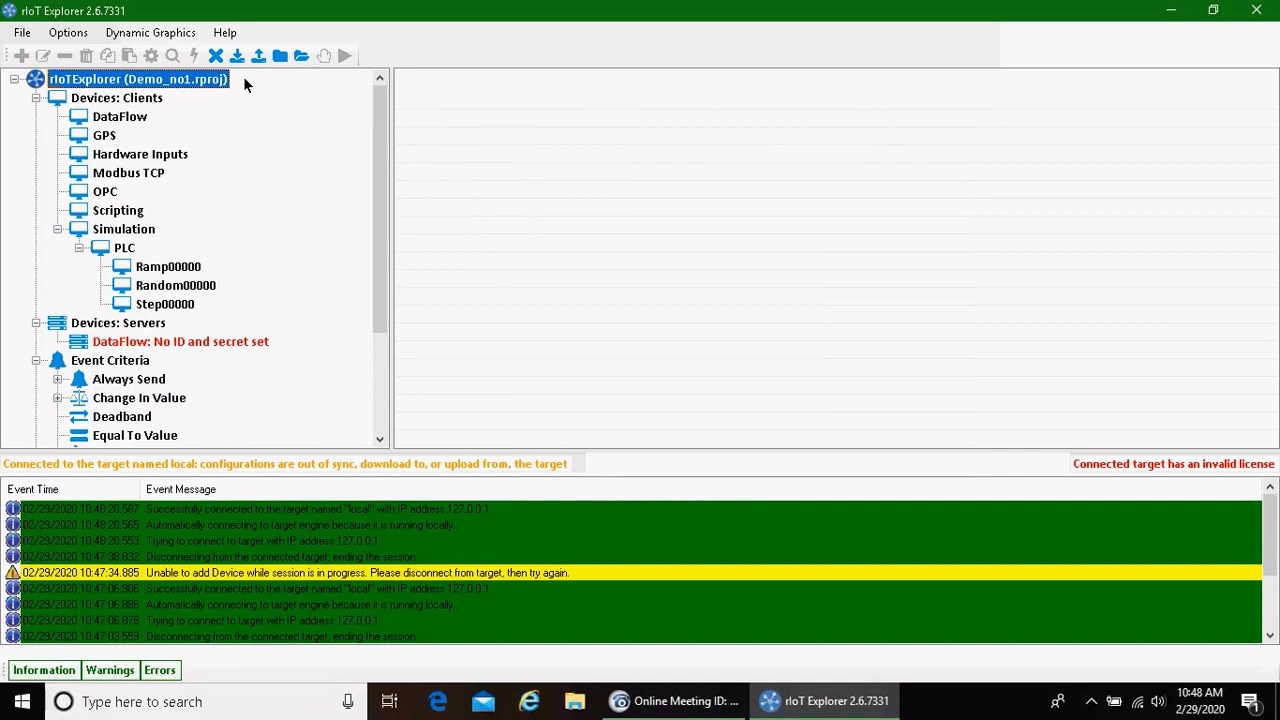 rIoT Explorer 2.6.7331
File Options Dynamic Graphics Help
rIoTExplorer (Demo_no1.rproj)
Devices: Clients
DataFlow
GPS
Hardware Inputs
Modbus TCP
OPC
Scripting
Simulation
PLC
Ramp00000
Random00000
Step00000
Devices: Servers
DataFlow: No ID and secret set
Event Criteria
Always Send
Change In Value
Deadband
Equal To Value
Connected to the target named local: configurations are out of sync, download to, or upload from, the target
Connected target has an invalid license
Event Time Event Message
02/29/2020 10:48:20.587 Successfully connected to the target named "local" with IP address 127.0.0.1.
02/29/2020 10:48:20.565 Automatically connecting to target engine because it is running locally.
02/29/2020 10:48:20.553 Trying to connect to target with IP address 127.0.0.1.
02/29/2020 10:47:38.832 Disconnecting from the connected target, ending the session.
02/29/2020 10:47:34.885 Unable to add Device while session is in progress. Please disconnect from target, then try again.
02/29/2020 10:47:06.906 Successfully connected to the target named "local" with IP address 127.0.0.1.
02/29/2020 10:47:06.886 Automatically connecting to target engine because it is running locally.
02/29/2020 10:47:06.878 Trying to connect to target with IP address 127.0.0.1.
02/29/2020 10:47:03.559 Disconnecting from the connected target, ending the session.
Information Warnings Errors
Type here to search
Online Meeting ID: ...
rIoT Explorer 2.6.7331
10:48 AM
2/29/2020
1